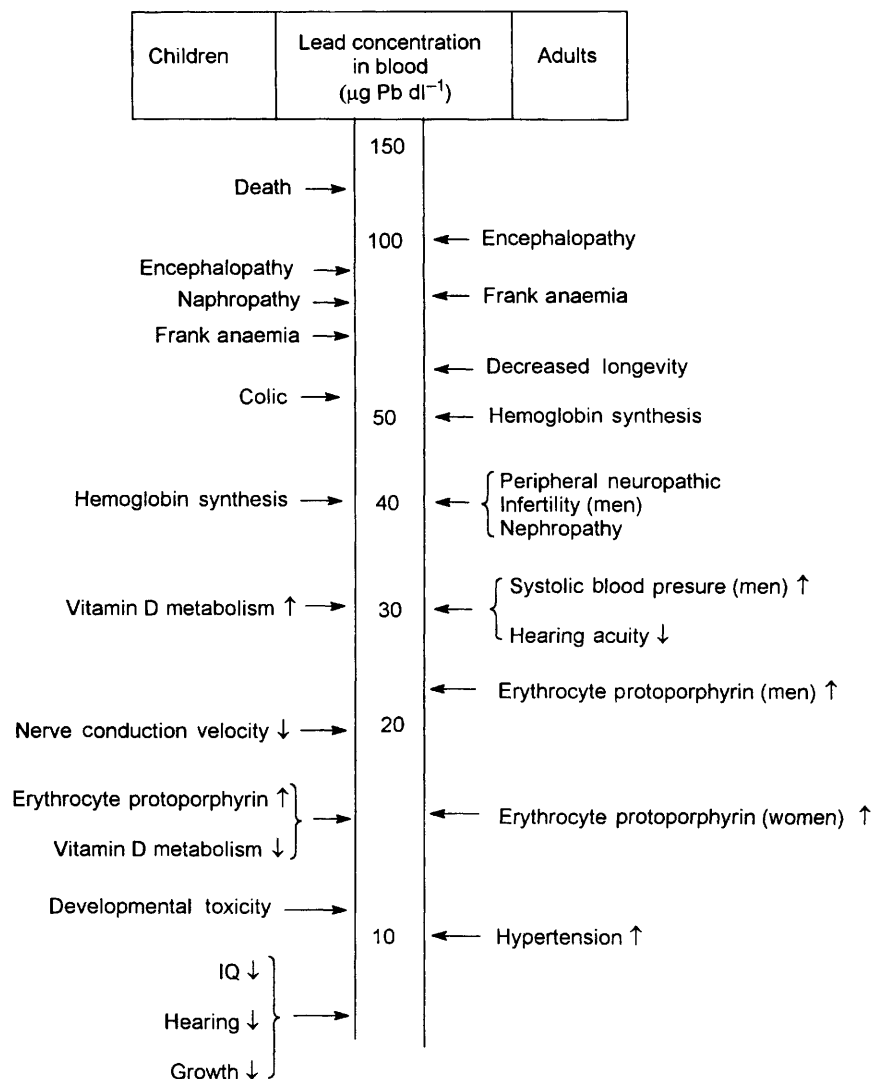 Children
Lead concentration
in blood
(µg Pb dl⁻¹)
Adults
150
Death →
100
← Encephalopathy
Encephalopathy →
Naphropathy →
← Frank anaemia
Frank anaemia →
← Decreased longevity
Colic →
50
← Hemoglobin synthesis
Hemoglobin synthesis →
40
← Peripheral neuropathic
Infertility (men)
Nephropathy
Vitamin D metabolism ↑ →
30
← Systolic blood presure (men) ↑
Hearing acuity ↓
← Erythrocyte protoporphyrin (men) ↑
Nerve conduction velocity ↓ →
20
Erythrocyte protoporphyrin ↑
Vitamin D metabolism ↓ →
← Erythrocyte protoporphyrin (women) ↑
Developmental toxicity →
10
← Hypertension ↑
IQ ↓
Hearing ↓ →
Growth ↓